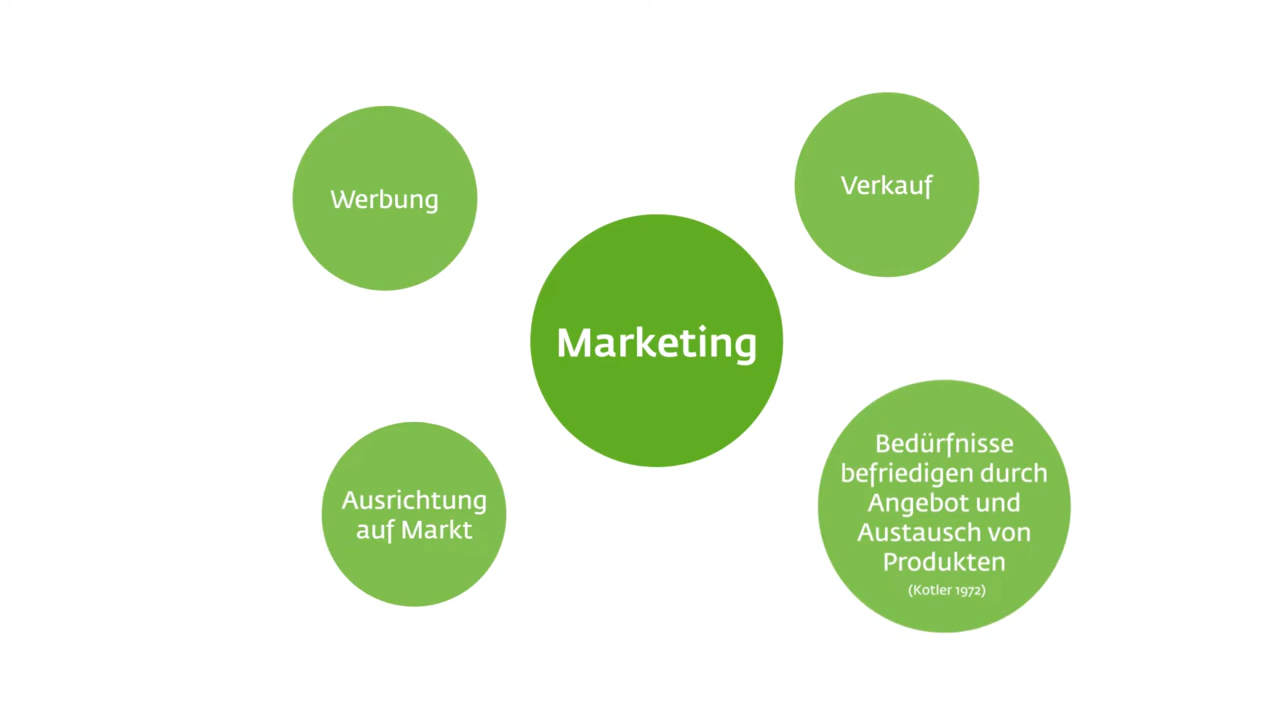 Werbung
Verkauf
Marketing
Ausrichtung
auf Markt
Bedürfnisse
befriedigen durch
Angebot und
Austausch von
Produkten
(Kotler 1972)